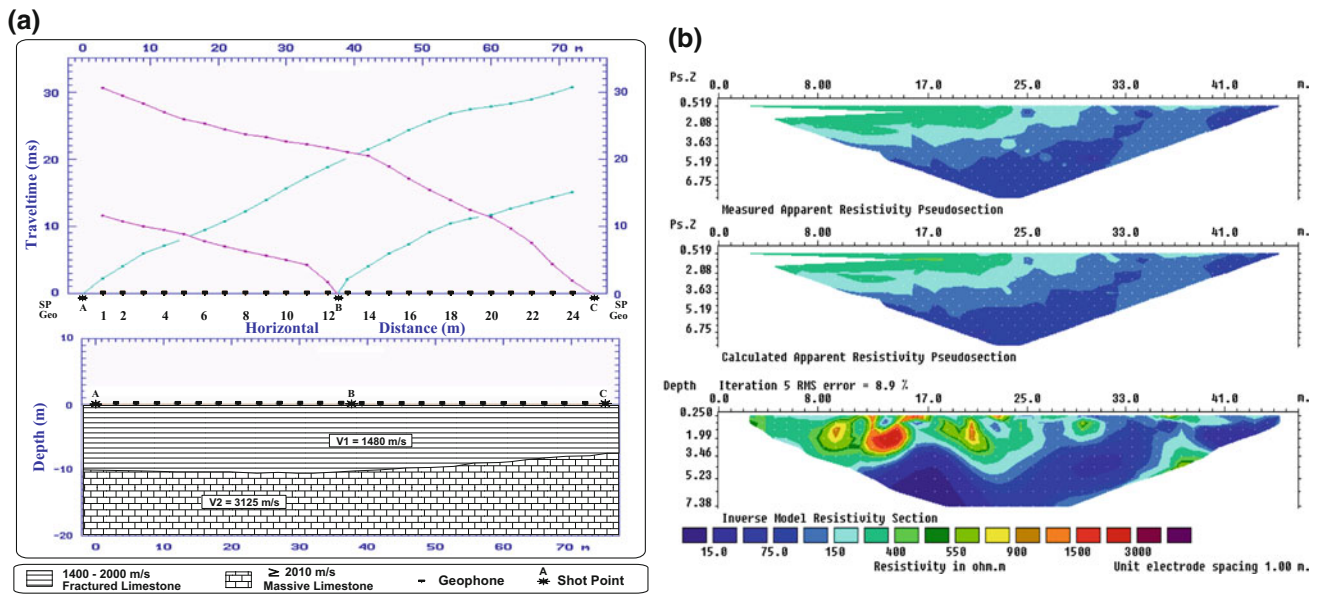 (a)
0 10 20 30 40 50 60 70 m
30 30
20 20
10 10
0 0
Traveltime (ms)
SP A B C SP
Geo 1 2 4 6 8 10 12 14 16 18 20 22 24 Geo
Horizontal Distance (m)
10
0
-10
-20
Depth (m)
A B C
V1 = 1480 m/s
V2 = 3125 m/s
0 10 20 30 40 50 60 70 m
1400 - 2000 m/s
Fractured Limestone
≥ 2010 m/s
Massive Limestone
Geophone
A
Shot Point
(b)
Ps.Z 0.0 8.00 17.0 25.0 33.0 41.0 m.
0.519
2.08
3.63
5.19
6.75
Measured Apparent Resistivity Pseudosection
Ps.Z 0.0 8.00 17.0 25.0 33.0 41.0 m.
0.519
2.08
3.63
5.19
6.75
Calculated Apparent Resistivity Pseudosection
Depth Iteration 5 RMS error = 8.9 %
0.0 8.00 17.0 25.0 33.0 41.0 m.
0.250
1.99
3.46
5.23
7.38
Inverse Model Resistivity Section
15.0 75.0 150 400 550 900 1500 3000
Resistivity in ohm.m Unit electrode spacing 1.00 m.